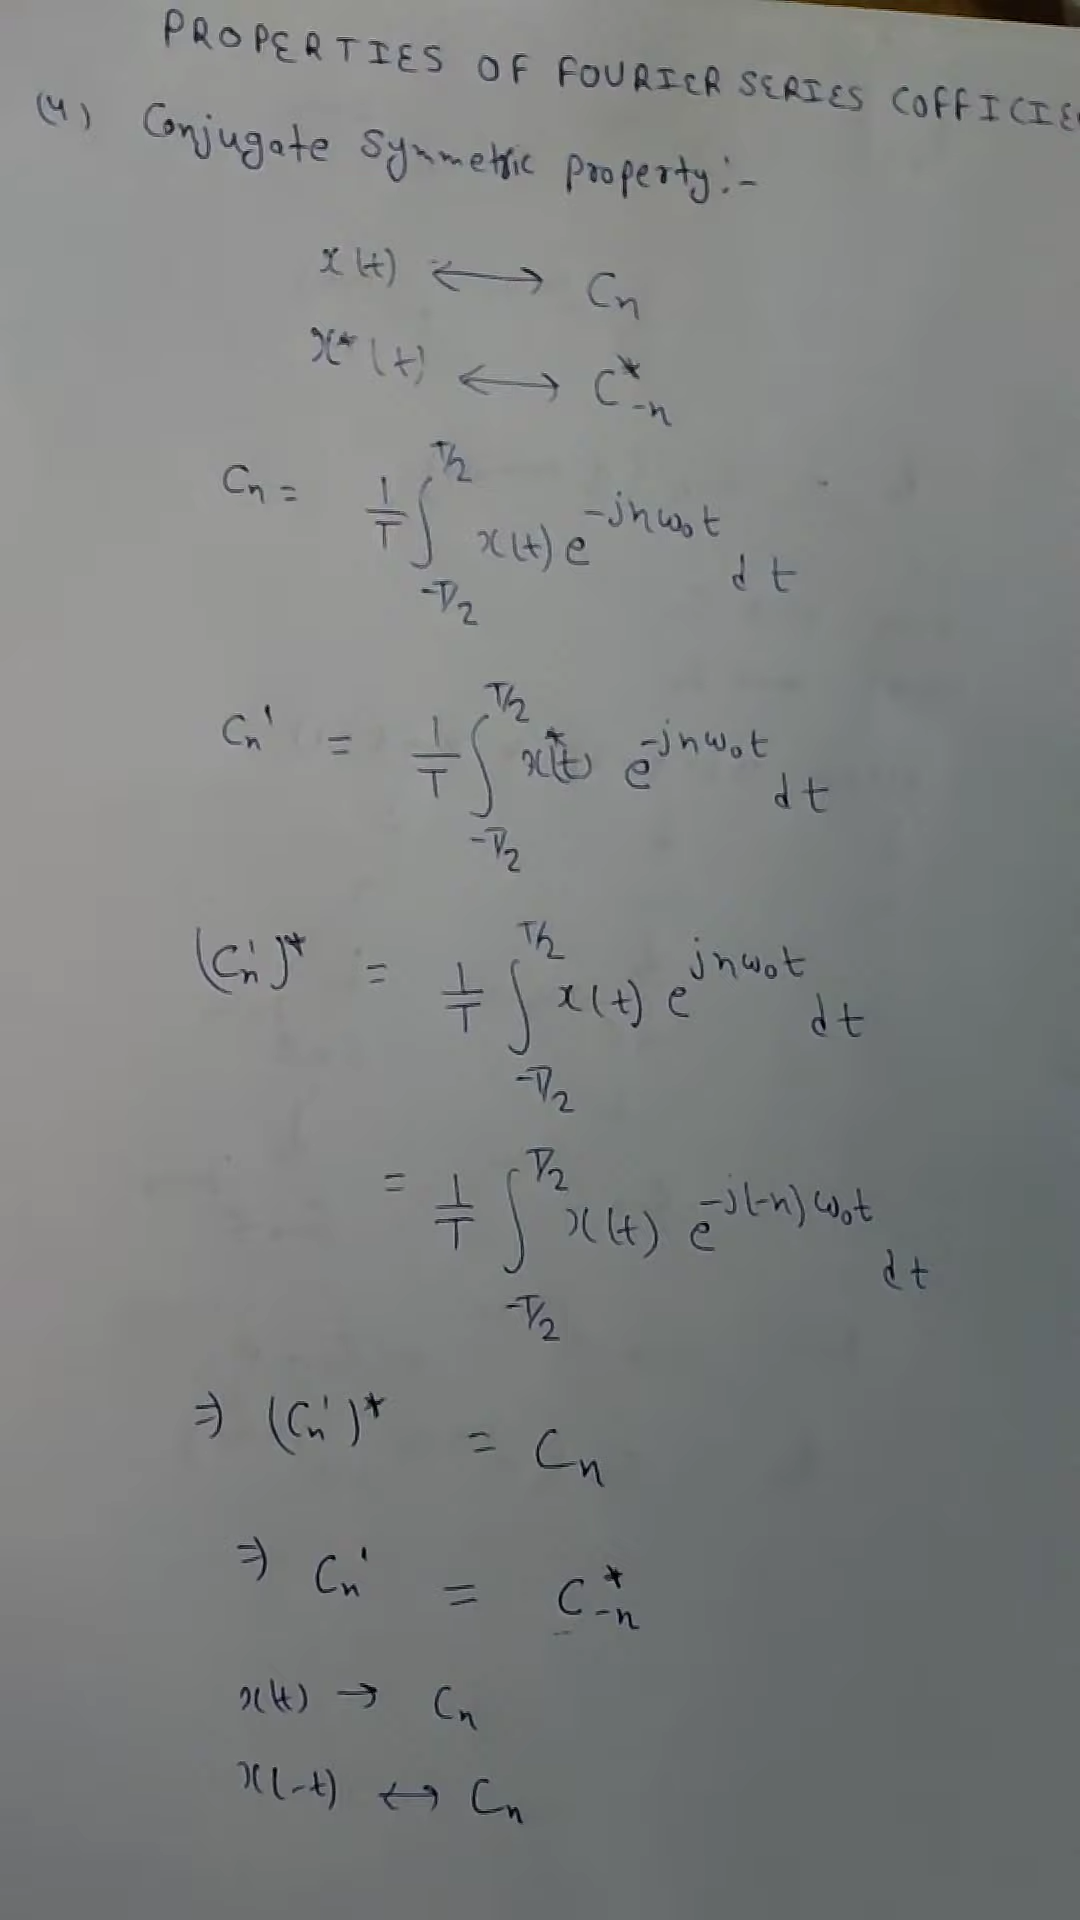 PROPERTIES OF FOURIER SERIES COFFICIE
(4) Conjugate Symmetric property:-
x(t) ⟷ Cn
x*(t) ⟷ C*-n
Cn = 1/T ∫_{-T/2}^{T/2} x(t) e^{-jnω₀t} dt
Cn' = 1/T ∫_{-T/2}^{T/2} x*(t) e^{-jnω₀t} dt
(Cn')* = 1/T ∫_{-T/2}^{T/2} x(t) e^{jnω₀t} dt
= 1/T ∫_{-T/2}^{T/2} x(t) e^{-j(-n)ω₀t} dt
⇒ (Cn')* = Cn
⇒ Cn' = C*-n
x(t) → Cn
x(-t) ↔ Cn